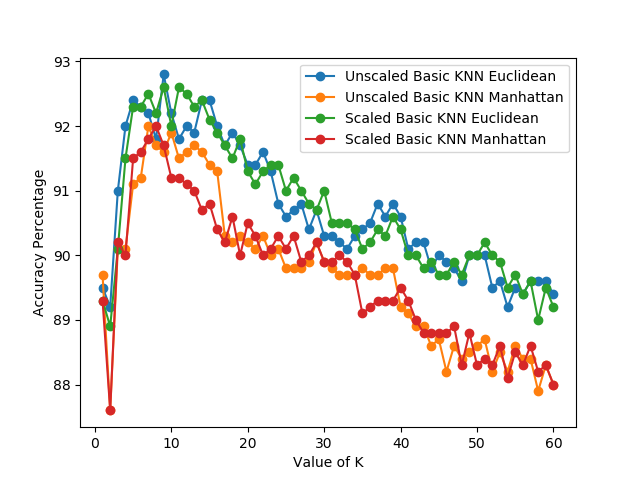 93
92
91
90
89
88
Accuracy Percentage
Unscaled Basic KNN Euclidean
Unscaled Basic KNN Manhattan
Scaled Basic KNN Euclidean
Scaled Basic KNN Manhattan
0 10 20 30 40 50 60
Value of K